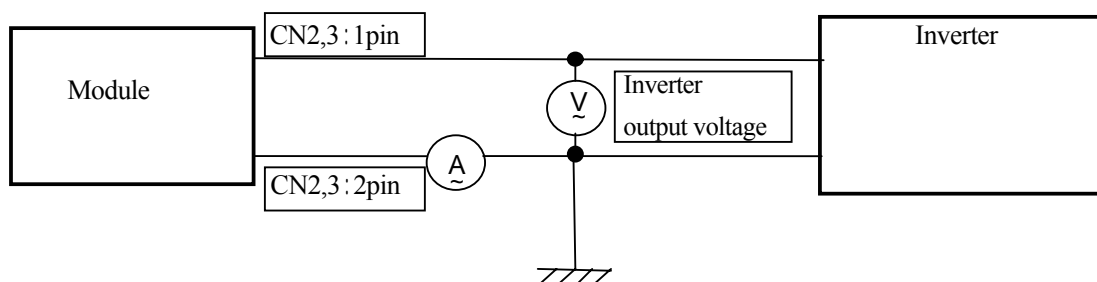 CN2,3:1pin
Inverter
Module
Inverter
output voltage
V
~
A
~
CN2,3:2pin